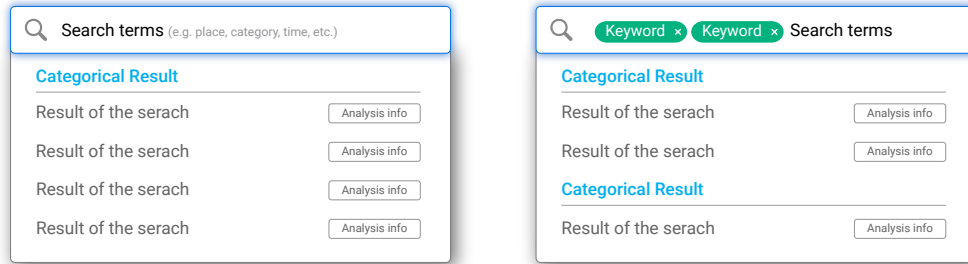 Search terms (e.g. place, category, time, etc.)
Categorical Result
Result of the serach Analysis info
Result of the serach Analysis info
Result of the serach Analysis info
Result of the serach Analysis info
Keyword × Keyword × Search terms
Categorical Result
Result of the serach Analysis info
Result of the serach Analysis info
Categorical Result
Result of the serach Analysis info